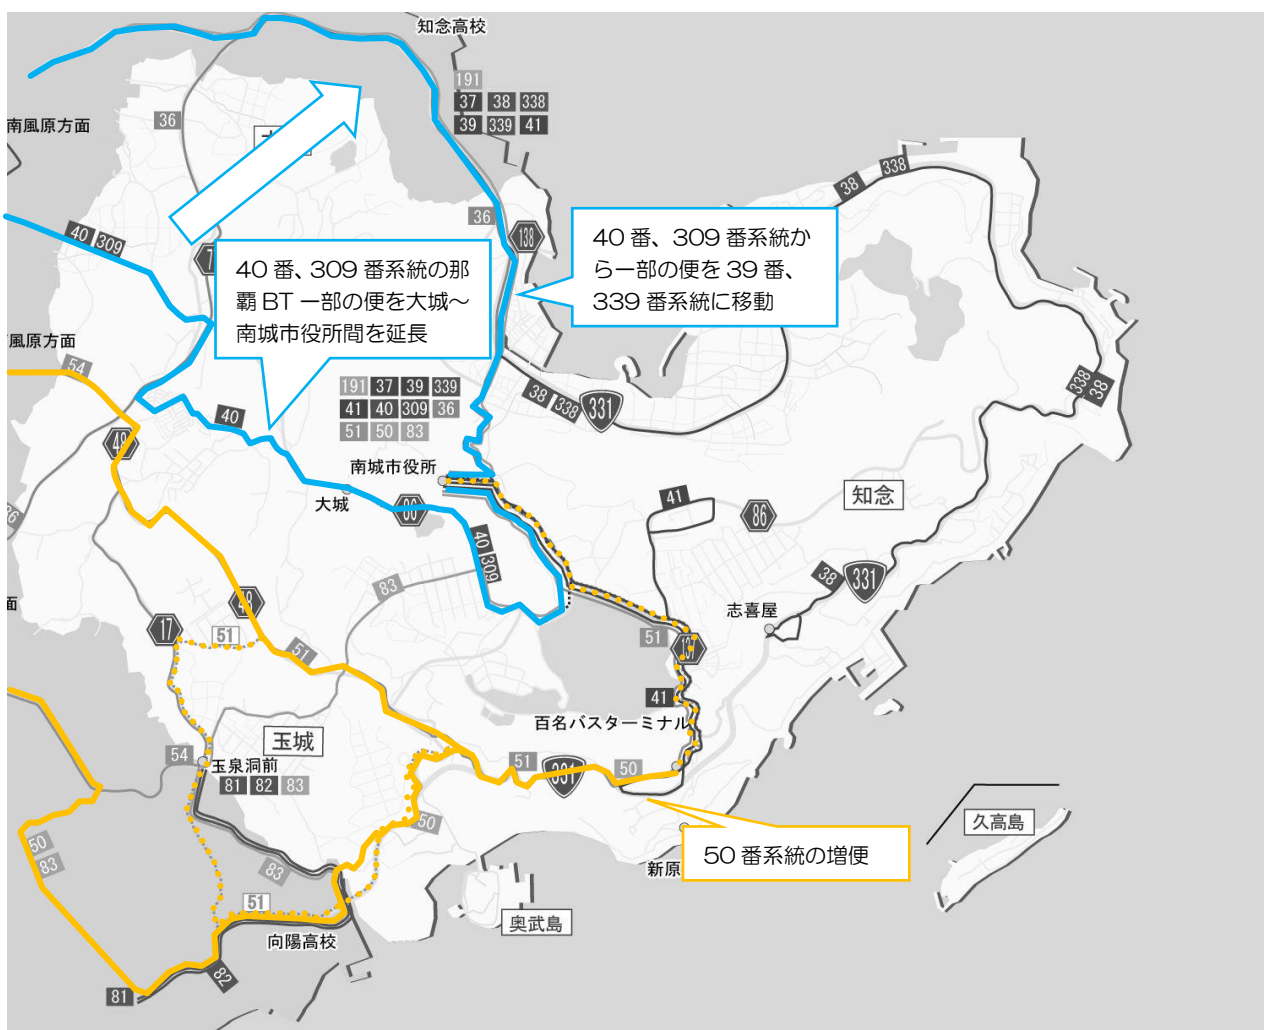 知念高校
191
37 38 338
39 339 41
南風原方面
36
38
338
40
309
36
138
40番、309番系統の那
覇BT一部の便を大城～
南城市役所間を延長
40番、309番系統か
ら一部の便を39番、
339番系統に移動
風原方面
54
191 37 39 339
41 40 309 36
51 50 83
38
338
331
338
38
40
48
南城市役所
大城
86
41
86
知念
40
309
83
38
331
志喜屋
48
17
51
51
51
137
41
百名バスターミナル
玉城
54
玉泉洞前
81 82 83
51
331
50
久高島
50
83
50
50番系統の増便
新原
83
51
向陽高校
奥武島
82
81